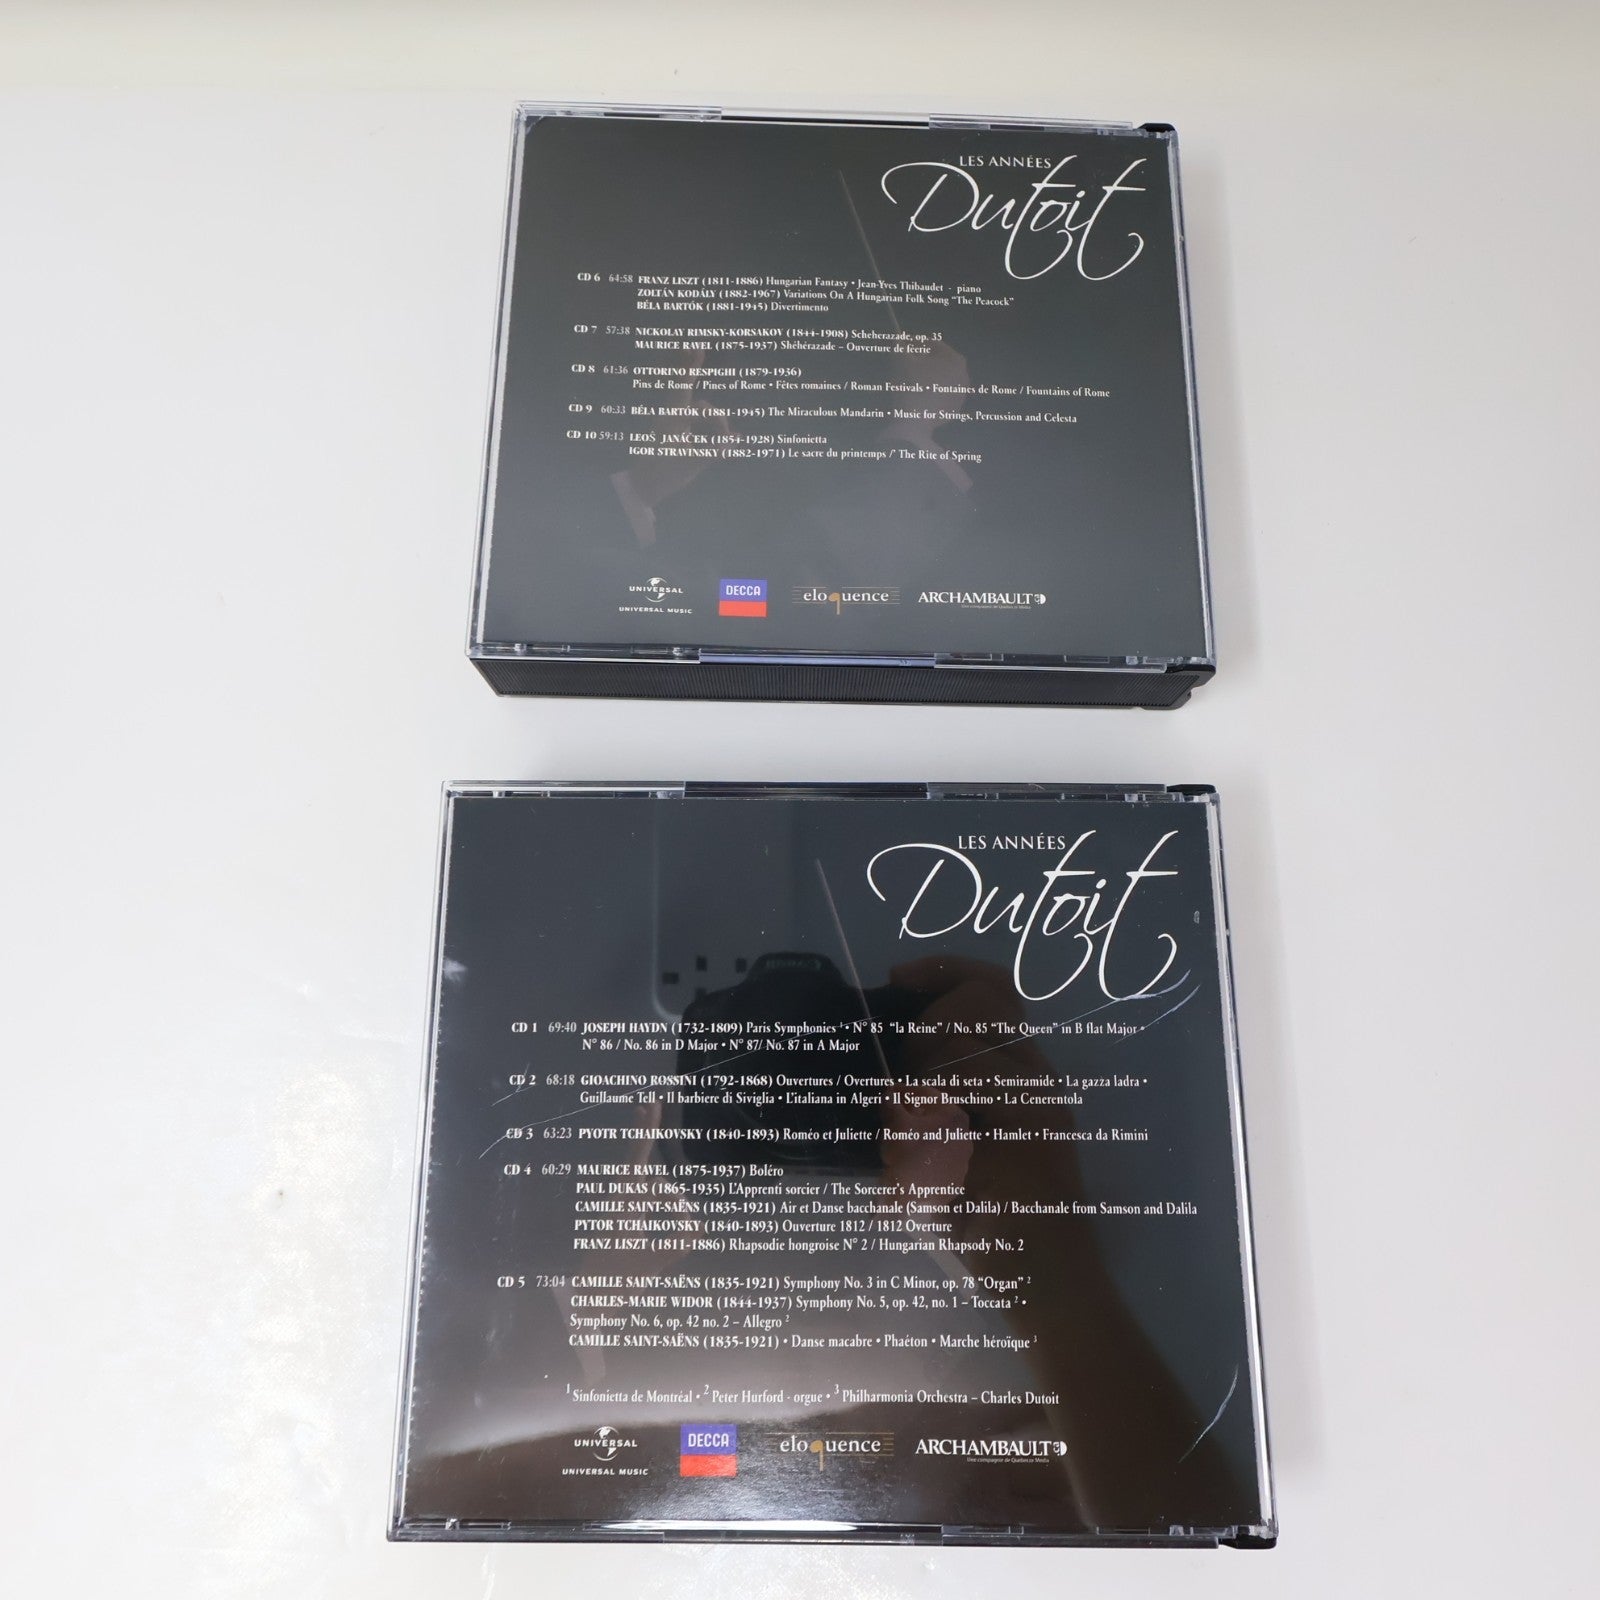 LES ANNÉES
Dutoit
CD 6 64:58 FRANZ LISZT (1811-1886) Hungarian Fantasy • Jean-Yves Thibaudet - piano
ZOLTÁN KODÁLY (1882-1967) Variations On A Hungarian Folk Song "The Peacock"
BÉLA BARTÓK (1881-1945) Divertimento
CD 7 57:38 NICKOLAY RIMSKY-KORSAKOV (1844-1908) Scheherazade, op. 35
MAURICE RAVEL (1875-1937) Shéhérazade – Ouverture de féerie
CD 8 61:36 OTTORINO RESPIGHI (1879-1936)
Pins de Rome / Pines of Rome • Fêtes romaines / Roman Festivals • Fontaines de Rome / Fountains of Rome
CD 9 60:33 BÉLA BARTÓK (1881-1945) The Miraculous Mandarin • Music for Strings, Percussion and Celesta
CD 10 59:13 LEOŠ JANÁČEK (1854-1928) Sinfonietta
IGOR STRAVINSKY (1882-1971) Le sacre du printemps / The Rite of Spring
UNIVERSAL
UNIVERSAL MUSIC
DECCA
eloquence
ARCHAMBAULT
Une compagnie de Quebecor Media
LES ANNÉES
Dutoit
CD 1 69:40 JOSEPH HAYDN (1732-1809) Paris Symphonies ¹ • N° 85 "la Reine" / No. 85 "The Queen" in B flat Major •
N° 86 / No. 86 in D Major • N° 87/ No. 87 in A Major
CD 2 68:18 GIOACHINO ROSSINI (1792-1868) Ouvertures / Overtures • La scala di seta • Semiramide • La gazza ladra •
Guillaume Tell • Il barbiere di Siviglia • L'italiana in Algeri • Il Signor Bruschino • La Cenerentola
CD 3 63:23 PYOTR TCHAIKOVSKY (1840-1893) Roméo et Juliette / Roméo and Juliette • Hamlet • Francesca da Rimini
CD 4 60:29 MAURICE RAVEL (1875-1937) Boléro
PAUL DUKAS (1865-1935) L'Apprenti sorcier / The Sorcerer's Apprentice
CAMILLE SAINT-SAËNS (1835-1921) Air et Danse bacchanale (Samson et Dalila) / Bacchanale from Samson and Dalila
PYTOR TCHAIKOVSKY (1840-1893) Ouverture 1812 / 1812 Overture
FRANZ LISZT (1811-1886) Rhapsodie hongroise N° 2 / Hungarian Rhapsody No. 2
CD 5 73:04 CAMILLE SAINT-SAËNS (1835-1921) Symphony No. 3 in C Minor, op. 78 "Organ" ²
CHARLES-MARIE WIDOR (1844-1937) Symphony No. 5, op. 42, no. 1 – Toccata ² •
Symphony No. 6, op. 42 no. 2 – Allegro ²
CAMILLE SAINT-SAËNS (1835-1921) • Danse macabre • Phaéton • Marche héroïque ³
¹ Sinfonietta de Montréal • ² Peter Hurford - orgue • ³ Philharmonia Orchestra – Charles Dutoit
UNIVERSAL
UNIVERSAL MUSIC
DECCA
eloquence
ARCHAMBAULT
Une compagnie de Quebecor Media